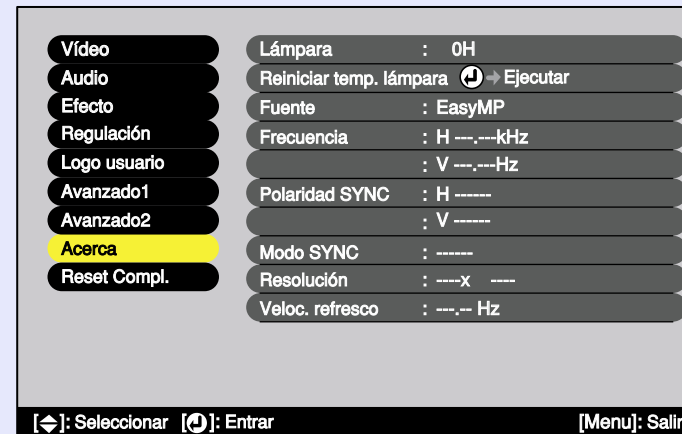 Vídeo
Audio
Efecto
Regulación
Logo usuario
Avanzado1
Avanzado2
Acerca
Reset Compl.
Lámpara : 0H
Reiniciar temp. lámpara Ejecutar
Fuente : EasyMP
Frecuencia : H ---.---kHz
: V ---.---Hz
Polaridad SYNC : H ------
: V ------
Modo SYNC : ------
Resolución : ----x ----
Veloc. refresco : ---.-- Hz
[ ]: Seleccionar [ ]: Entrar [Menu]: Salir